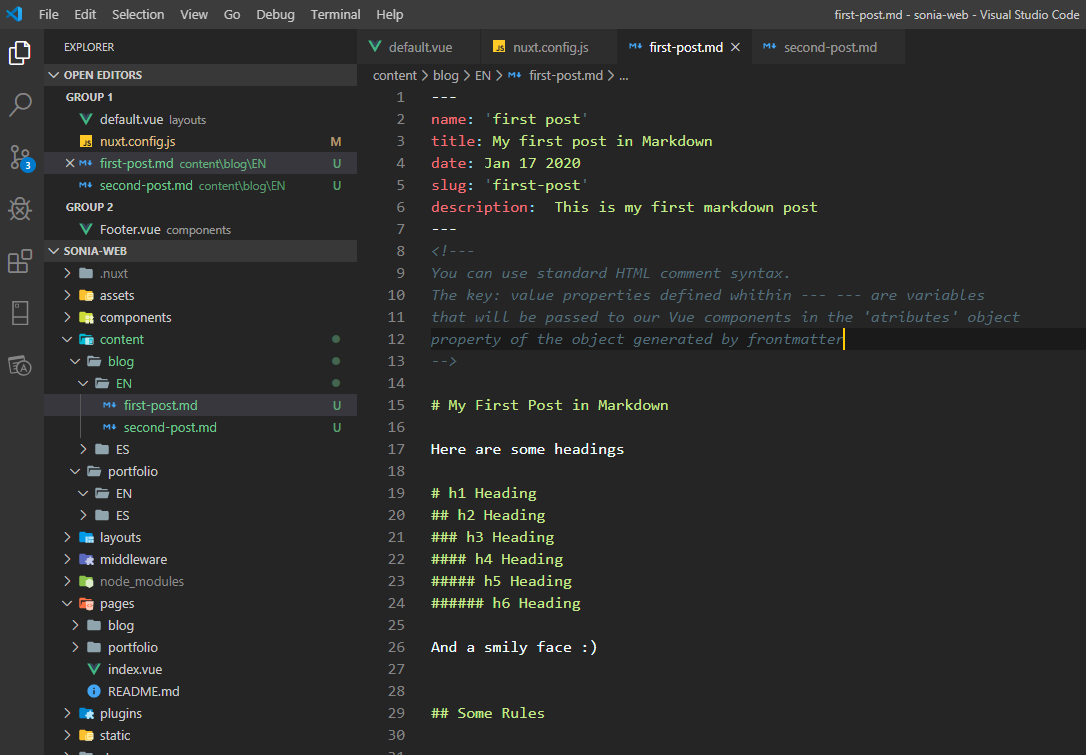 File Edit Selection View Go Debug Terminal Help
first-post.md - sonia-web - Visual Studio Code
EXPLORER
OPEN EDITORS
GROUP 1
default.vue layouts
JS nuxt.config.js M
first-post.md content\blog\EN U
second-post.md content\blog\EN U
GROUP 2
Footer.vue components
3
SONIA-WEB
.nuxt
assets
components
content
blog
EN
first-post.md U
second-post.md U
ES
portfolio
EN
ES
layouts
middleware
node_modules
pages
blog
portfolio
index.vue
README.md
plugins
static
default.vue JS nuxt.config.js first-post.md second-post.md
content > blog > EN > first-post.md > ...
1 ---
2 name: 'first post'
3 title: My first post in Markdown
4 date: Jan 17 2020
5 slug: 'first-post'
6 description:  This is my first markdown post
7 ---
8 <!---
9 You can use standard HTML comment syntax.
10 The key: value properties defined whithin --- --- are variables
11 that will be passed to our Vue components in the 'atributes' object
12 property of the object generated by frontmatter
13 -->
14
15 # My First Post in Markdown
16
17 Here are some headings
18
19 # h1 Heading
20 ## h2 Heading
21 ### h3 Heading
22 #### h4 Heading
23 ##### h5 Heading
24 ###### h6 Heading
25
26 And a smily face :)
27
28
29 ## Some Rules
30